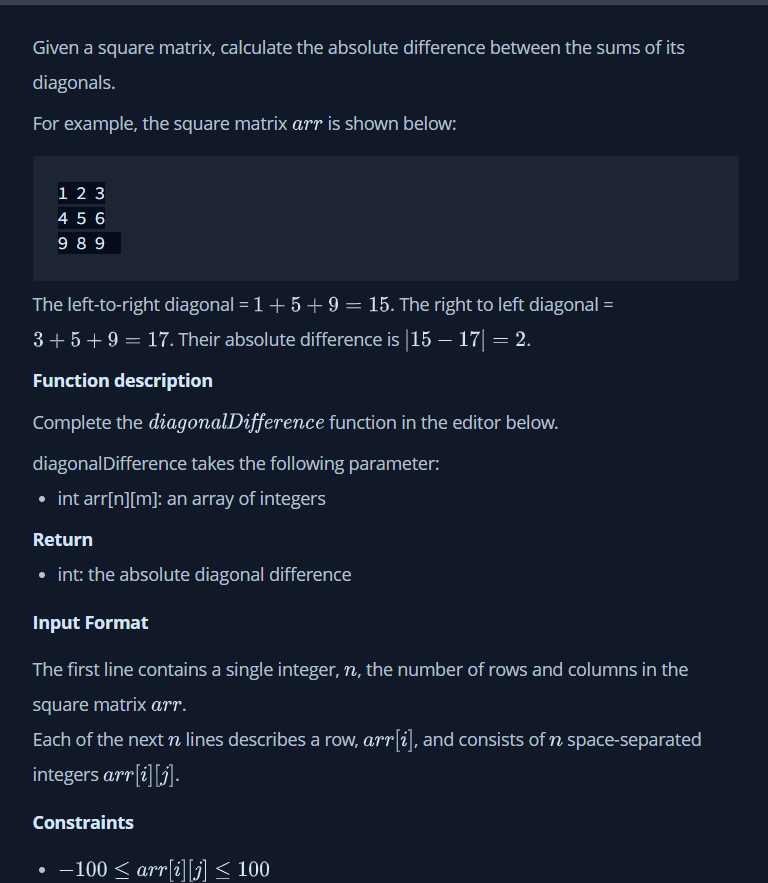 Given a square matrix, calculate the absolute difference between the sums of its
diagonals.
For example, the square matrix arr is shown below:
1 2 3
4 5 6
9 8 9
The left-to-right diagonal = 1 + 5 + 9 = 15. The right to left diagonal =
3 + 5 + 9 = 17. Their absolute difference is |15 − 17| = 2.
Function description
Complete the diagonalDifference function in the editor below.
diagonalDifference takes the following parameter:
• int arr[n][m]: an array of integers
Return
• int: the absolute diagonal difference
Input Format
The first line contains a single integer, n, the number of rows and columns in the
square matrix arr.
Each of the next n lines describes a row, arr[i], and consists of n space-separated
integers arr[i][j].
Constraints
• −100 ≤ arr[i][j] ≤ 100